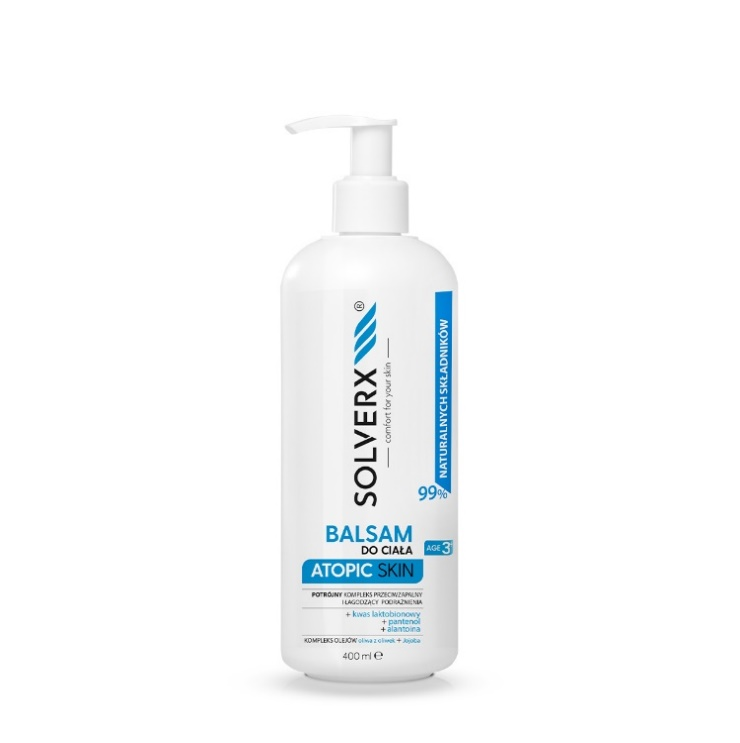 SOLVERX®
comfort for your skin
NATURALNYCH SKŁADNIKÓW
99%
BALSAM
DO CIAŁA
AGE 3+
ATOPIC SKIN
POTRÓJNY KOMPLEKS PRZECIWZAPALNY
I ŁAGODZĄCY PODRAŻNIENIA
+ kwas laktobionowy
+ pantenol
+ alantoina
KOMPLEKS OLEJÓW oliwa z oliwek + jojoba
400 ml ℮